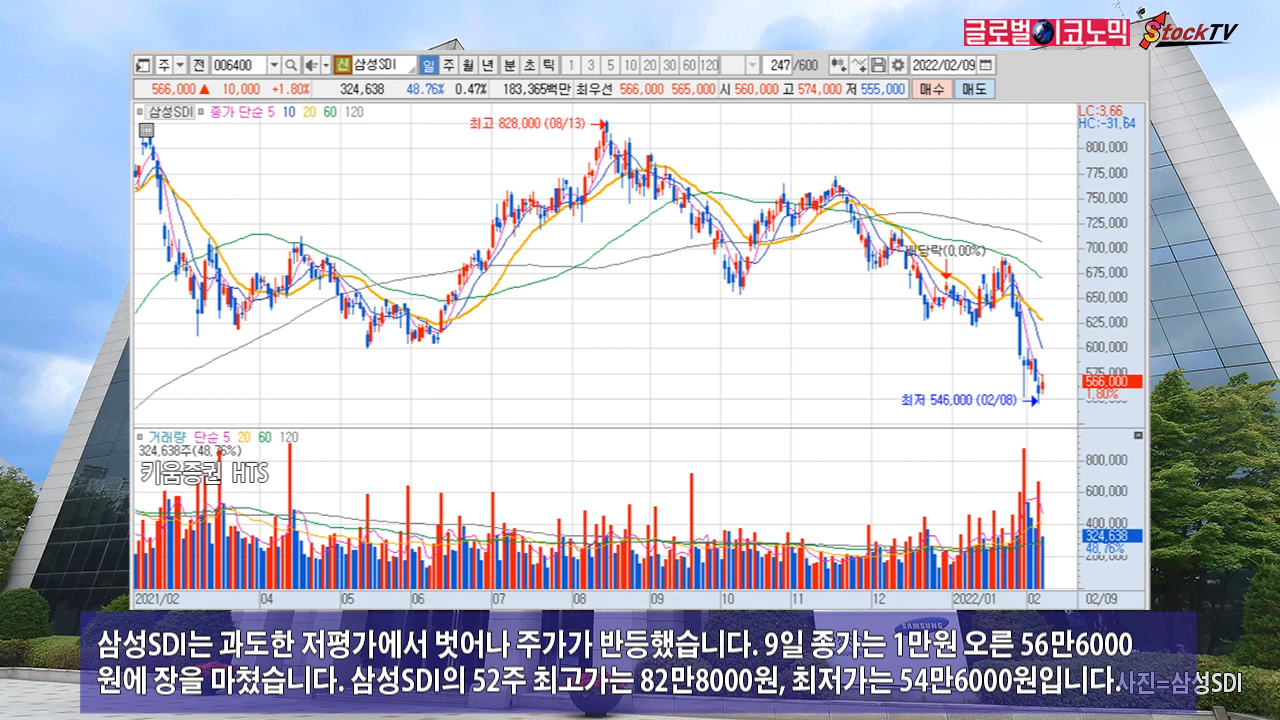 글로벌이코노믹 StockTV
주 전 006400 신 삼성SDI 일 주 월 년 분 초 틱 1 3 5 10 20 30 60 120 247 /600 2022/02/09
566,000 ▲ 10,000 +1.80% 324,638 48.76% 0.47% 183,365백만 최우선 566,000 565,000 시 560,000 고 574,000 저 555,000 매수 매도
삼성SDI 종가 단순 5 10 20 60 120
LC:3.66
HC:-31.64
최고 828,000 (08/13)
800,000
775,000
750,000
725,000
700,000
배당락(0.00%)
675,000
650,000
625,000
600,000
575,000
566,000
1.80%
최저 546,000 (02/08)
거래량 단순 5 20 60 120
324,638주(48.76%)
키움증권 HTS
800,000
600,000
400,000
324,638
48.76%
200,000
2021/02 04 05 06 07 08 09 10 11 12 2022/01 02 02/09
SAMSUNG
삼성SDI는 과도한 저평가에서 벗어나 주가가 반등했습니다. 9일 종가는 1만원 오른 56만6000
원에 장을 마쳤습니다. 삼성SDI의 52주 최고가는 82만8000원, 최저가는 54만6000원입니다.
사진=삼성SDI